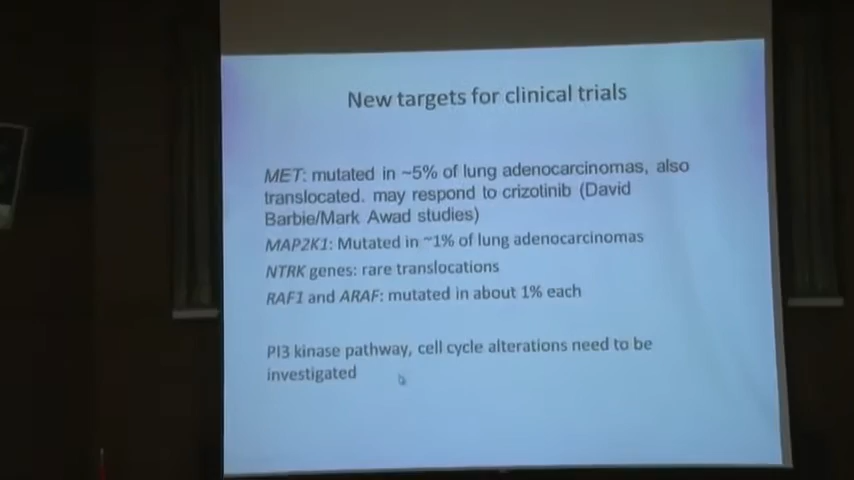 New targets for clinical trials
MET: mutated in ~5% of lung adenocarcinomas, also
translocated. may respond to crizotinib (David
Barbie/Mark Awad studies)
MAP2K1: Mutated in ~1% of lung adenocarcinomas
NTRK genes: rare translocations
RAF1 and ARAF: mutated in about 1% each
PI3 kinase pathway, cell cycle alterations need to be
investigated